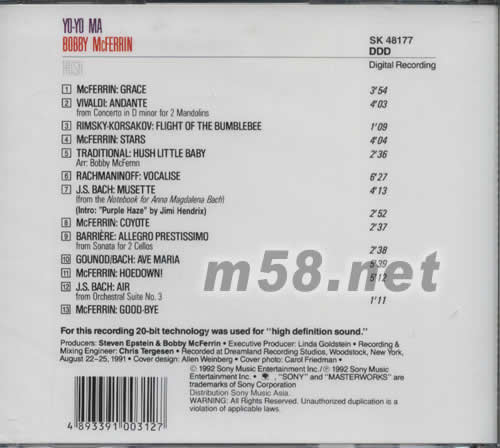 YO-YO MA
BOBBY McFERRIN
HUSH
SK 48177
DDD
Digital Recording
1 McFERRIN: GRACE 3'54
2 VIVALDI: ANDANTE 4'03
from Concerto in D minor for 2 Mandolins
3 RIMSKY-KORSAKOV: FLIGHT OF THE BUMBLEBEE 1'09
4 McFERRIN: STARS 4'04
5 TRADITIONAL: HUSH LITTLE BABY 2'36
Arr: Bobby McFerrin
6 RACHMANINOFF: VOCALISE 6'27
7 J.S. BACH: MUSETTE 4'13
(from the Notebook for Anna Magdalena Bach)
(Intro: "Purple Haze" by Jimi Hendrix) 2'52
8 McFERRIN: COYOTE 2'37
9 BARRIÈRE: ALLEGRO PRESTISSIMO
from Sonata for 2 Cellos 2'38
10 GOUNOD/BACH: AVE MARIA 5'39
11 McFERRIN: HOEDOWN! 5'12
12 J.S. BACH: AIR
from Orchestral Suite No. 3 1'11
13 McFERRIN: GOOD-BYE
m58.net
For this recording 20-bit technology was used for "high definition sound."
Producers: Steven Epstein & Bobby McFerrin • Executive Producer: Linda Goldstein • Recording &
Mixing Engineer: Chris Tergesen • Recorded at Dreamland Recording Studios, Woodstock, New York,
August 22-25, 1991 • Cover design: Allen Weinberg • Cover photo: Carol Friedman •
© 1992 Sony Music Entertainment Inc./ ℗ 1992 Sony Music
Entertainment Inc. • , "SONY" and "MASTERWORKS" are
trademarks of Sony Corporation
Distribution Sony Music Asia.
WARNING: All Rights Reserved. Unauthorized duplication is a
violation of applicable laws.
4 893391 003127